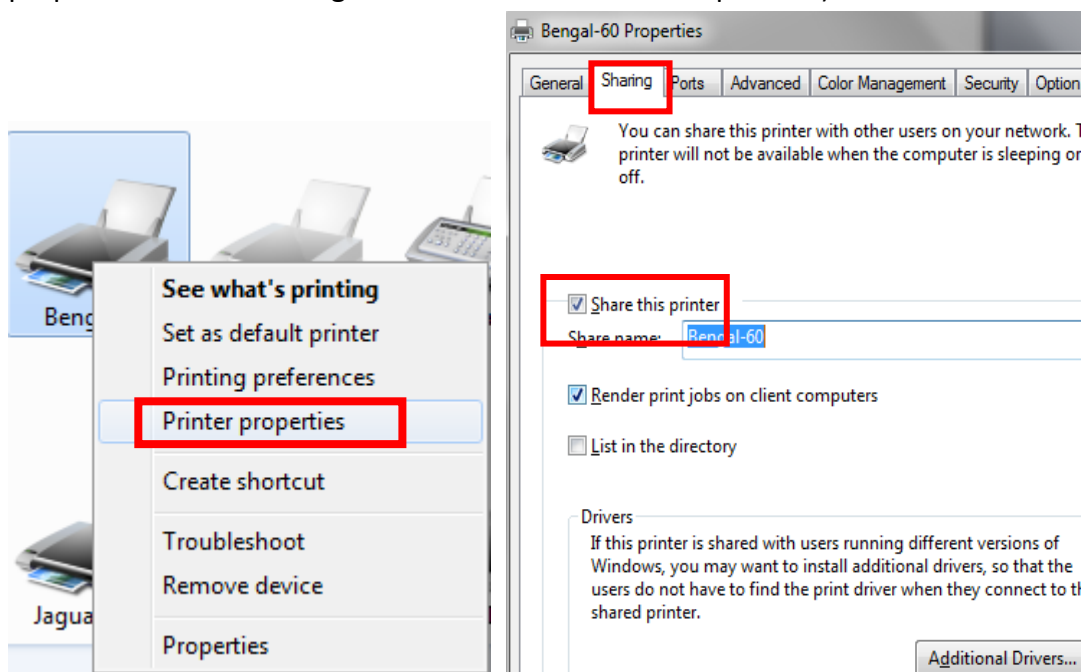 Beng
See what's printing
Set as default printer
Printing preferences
Printer properties
Create shortcut
Troubleshoot
Remove device
Properties
Jagua
Bengal-60 Properties
General Sharing Ports Advanced Color Management Security Option
You can share this printer with other users on your network. T
printer will not be available when the computer is sleeping or
off.
Share this printer
Share name: Bengal-60
Render print jobs on client computers
List in the directory
Drivers
If this printer is shared with users running different versions of
Windows, you may want to install additional drivers, so that the
users do not have to find the print driver when they connect to th
shared printer.
Additional Drivers...